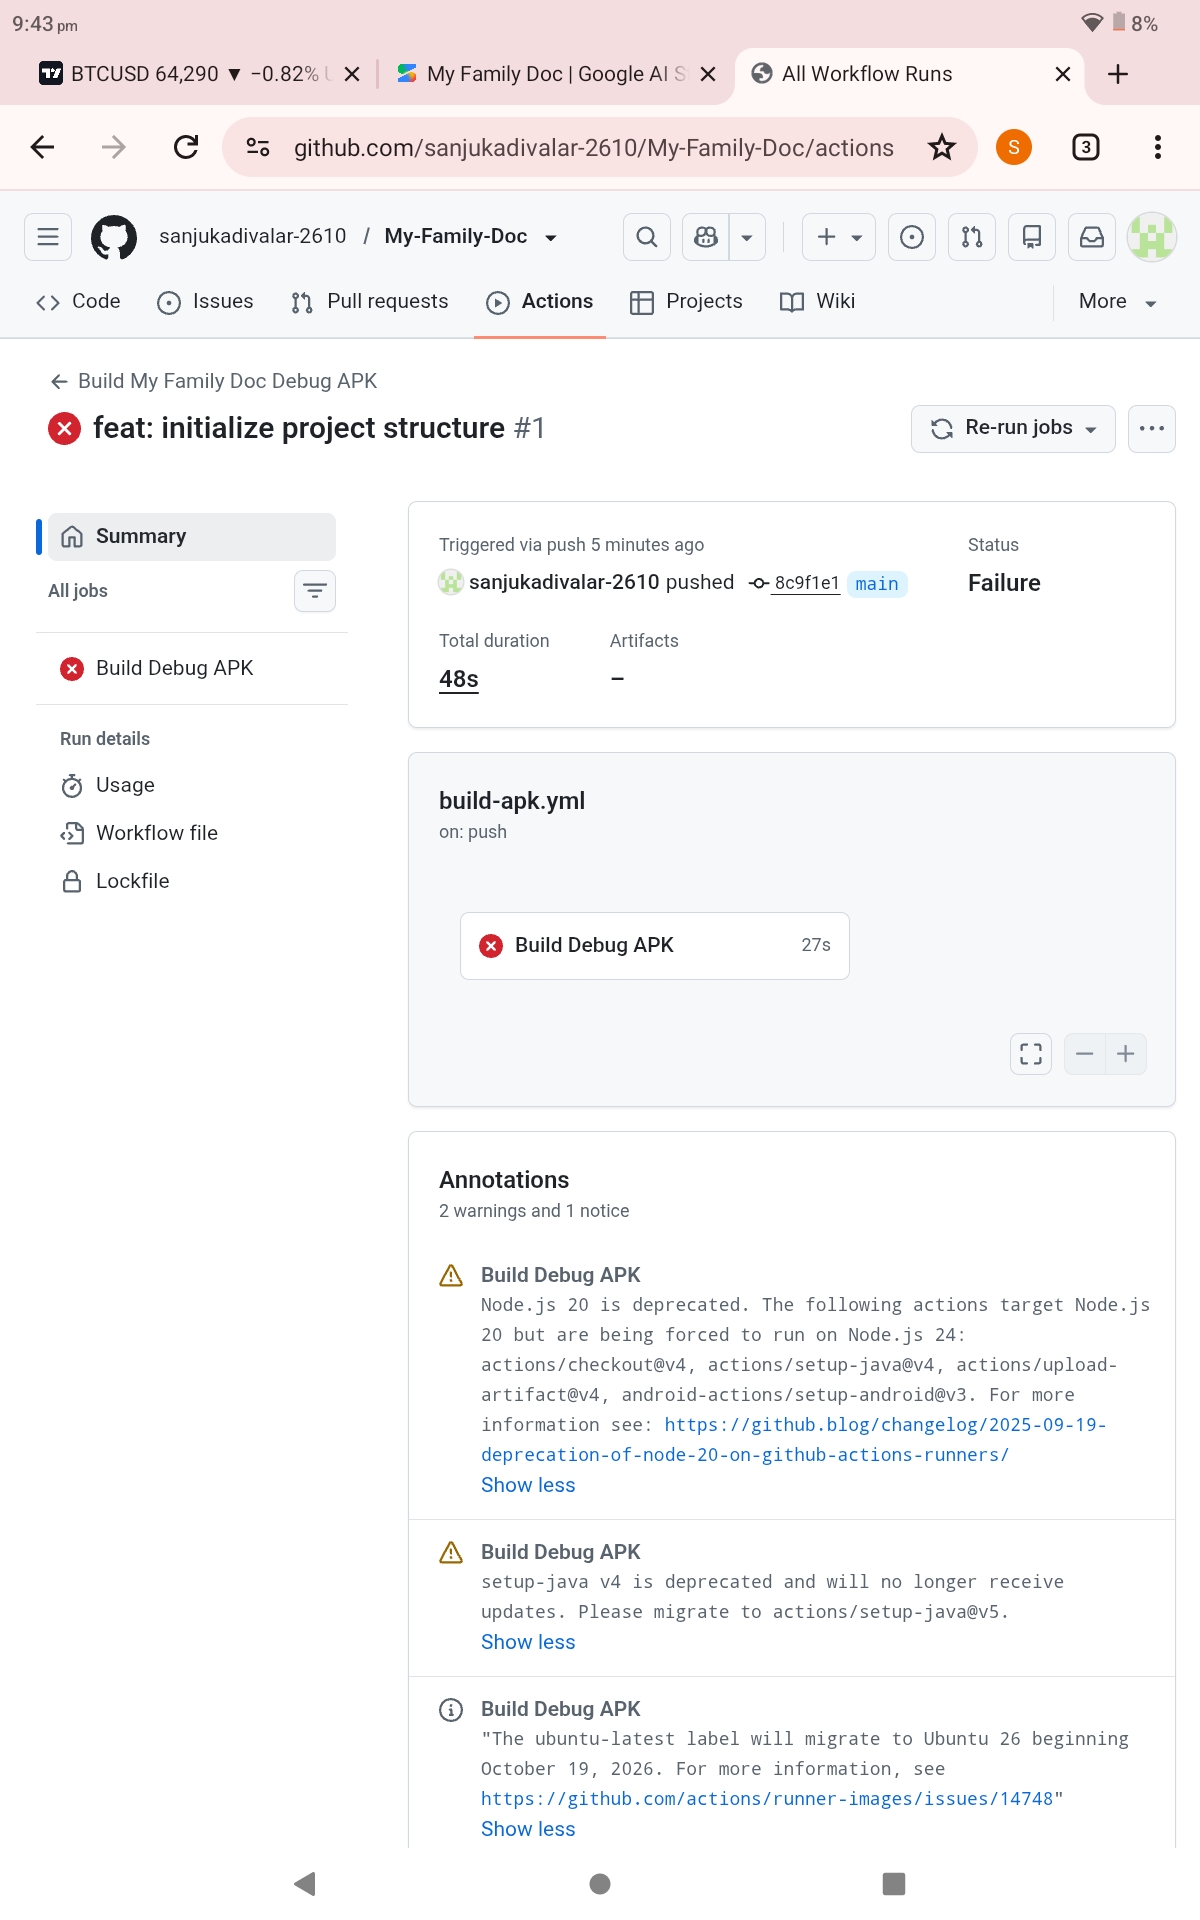 9:43 pm
8%
BTCUSD 64,290 ▼ −0.82%
My Family Doc | Google AI S
All Workflow Runs
github.com/sanjukadivalar-2610/My-Family-Doc/actions
S
3
sanjukadivalar-2610 / My-Family-Doc
Code
Issues
Pull requests
Actions
Projects
Wiki
More
Build My Family Doc Debug APK
feat: initialize project structure #1
Re-run jobs
Summary
All jobs
Build Debug APK
Run details
Usage
Workflow file
Lockfile
Triggered via push 5 minutes ago
sanjukadivalar-2610 pushed 8c9f1e1 main
Status
Failure
Total duration
48s
Artifacts
–
build-apk.yml
on: push
Build Debug APK
27s
Annotations
2 warnings and 1 notice
Build Debug APK
Node.js 20 is deprecated. The following actions target Node.js
20 but are being forced to run on Node.js 24:
actions/checkout@v4, actions/setup-java@v4, actions/upload-
artifact@v4, android-actions/setup-android@v3. For more
information see: https://github.blog/changelog/2025-09-19-
deprecation-of-node-20-on-github-actions-runners/
Show less
Build Debug APK
setup-java v4 is deprecated and will no longer receive
updates. Please migrate to actions/setup-java@v5.
Show less
Build Debug APK
"The ubuntu-latest label will migrate to Ubuntu 26 beginning
October 19, 2026. For more information, see
https://github.com/actions/runner-images/issues/14748"
Show less